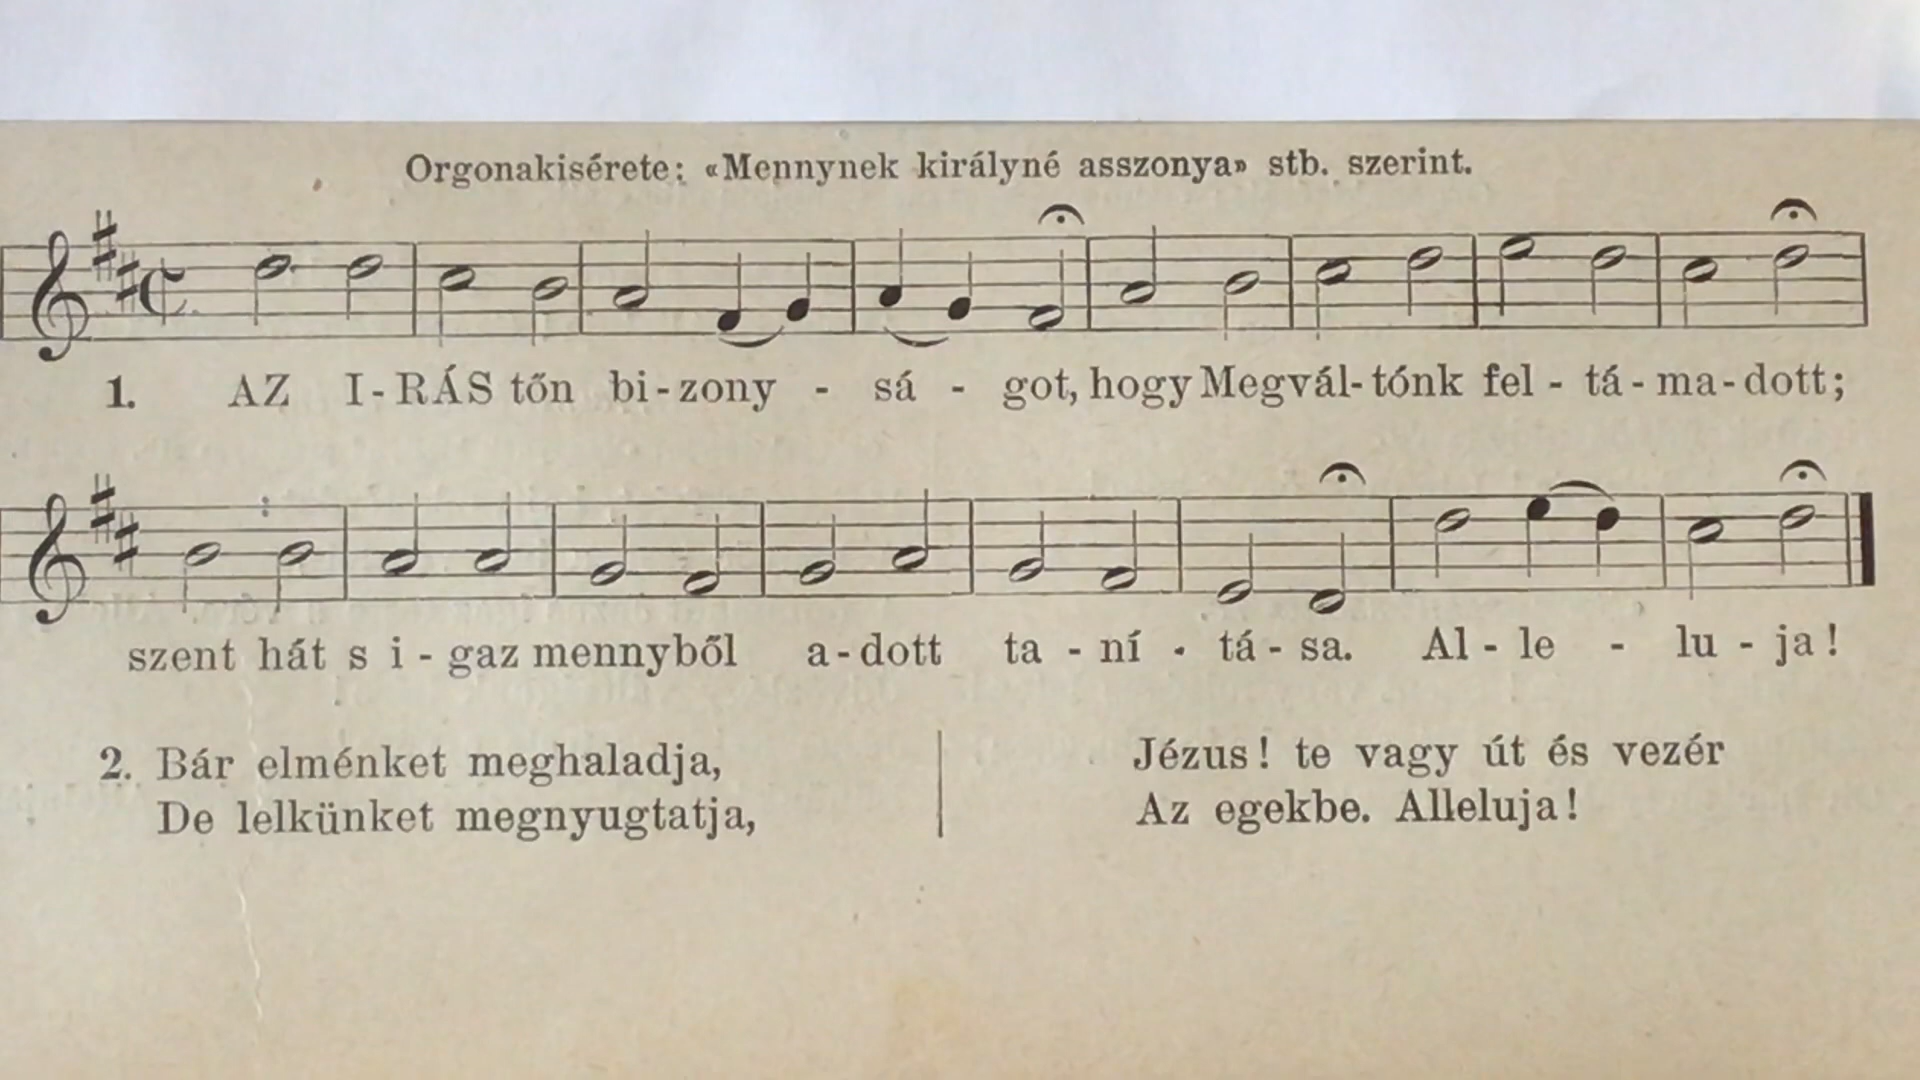 Orgonakisérete: «Mennynek királyné asszonya» stb. szerint.
1. AZ I-RÁS tőn bi-zony - sá - got, hogy Megvál-tónk fel - tá-ma-dott;
szent hát s i - gaz mennyből a-dott ta - ní - tá - sa. Al - le - lu - ja!
2. Bár elménket meghaladja,
De lelkünket megnyugtatja,
Jézus! te vagy út és vezér
Az egekbe. Alleluja!